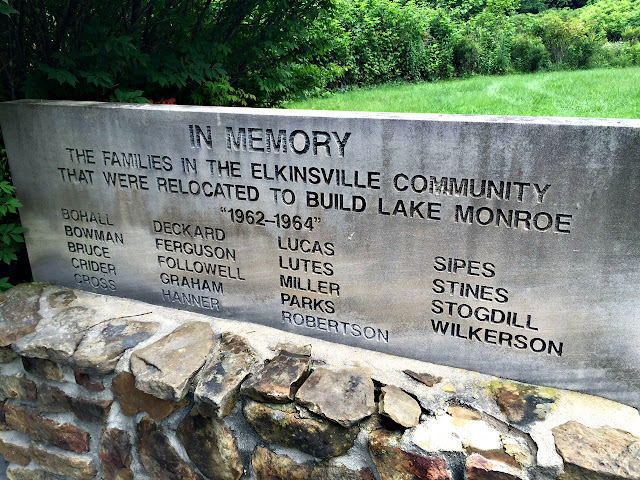 IN MEMORY
THE FAMILIES IN THE ELKINSVILLE COMMUNITY
THAT WERE RELOCATED TO BUILD LAKE MONROE
"1962–1964"
BOHALL
BOWMAN
BRUCE
CRIDER
CROSS
DECKARD
FERGUSON
FOLLOWELL
GRAHAM
HANNER
LUCAS
LUTES
MILLER
PARKS
ROBERTSON
SIPES
STINES
STOGDILL
WILKERSON